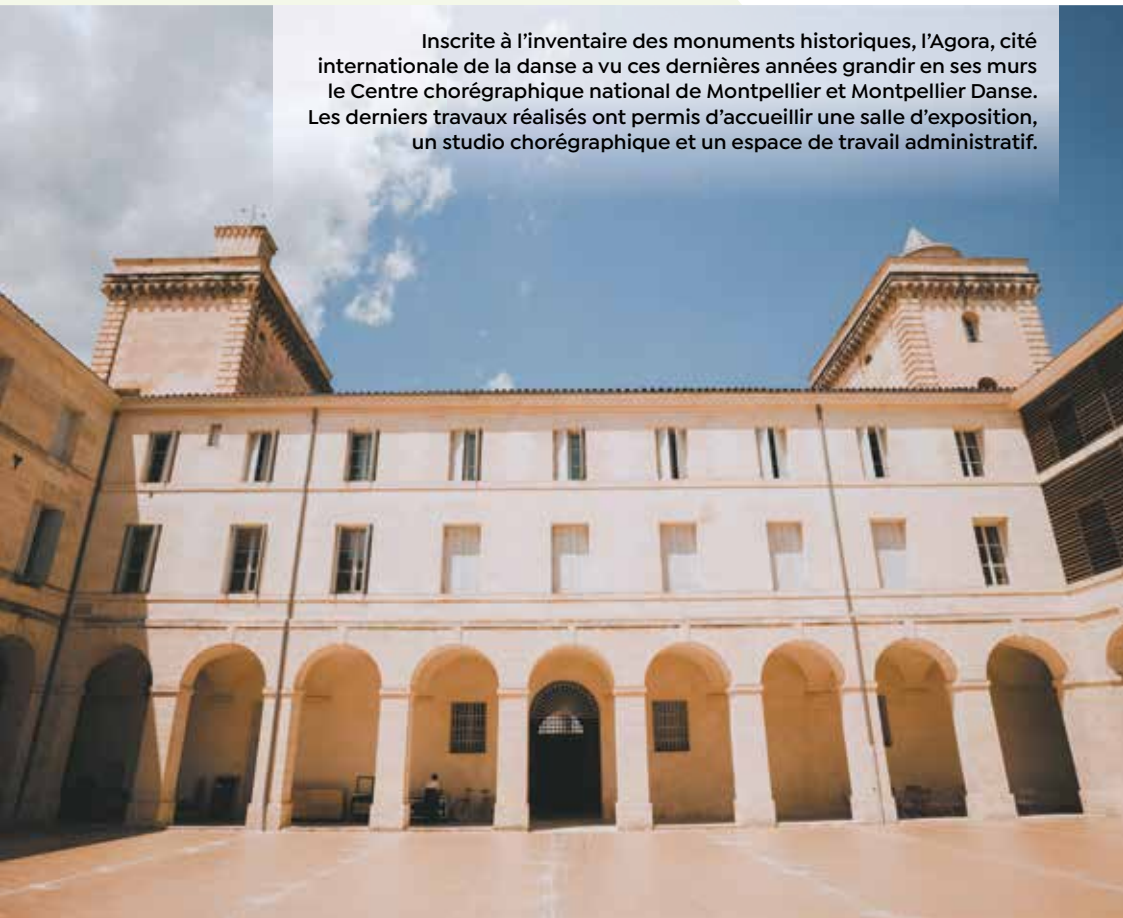 Inscrite à l’inventaire des monuments historiques, l’Agora, cité
internationale de la danse a vu ces dernières années grandir en ses murs
le Centre chorégraphique national de Montpellier et Montpellier Danse.
Les derniers travaux réalisés ont permis d’accueillir une salle d’exposition,
un studio chorégraphique et un espace de travail administratif.